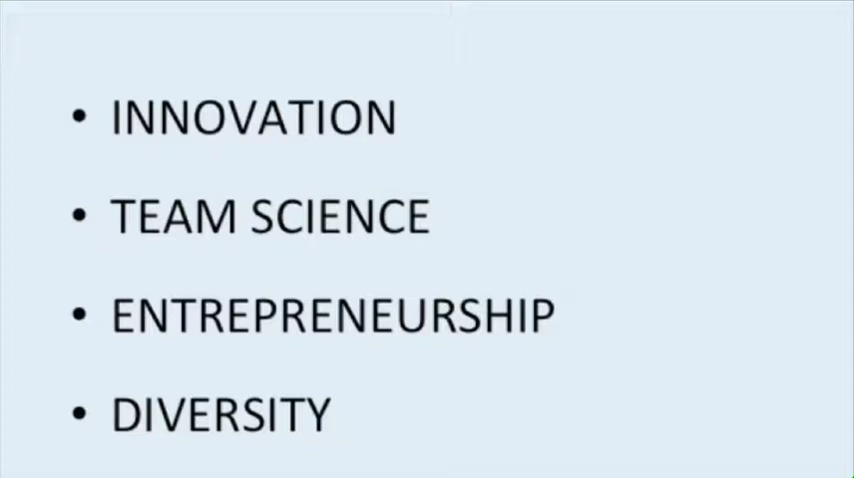 • INNOVATION
• TEAM SCIENCE
• ENTREPRENEURSHIP
• DIVERSITY